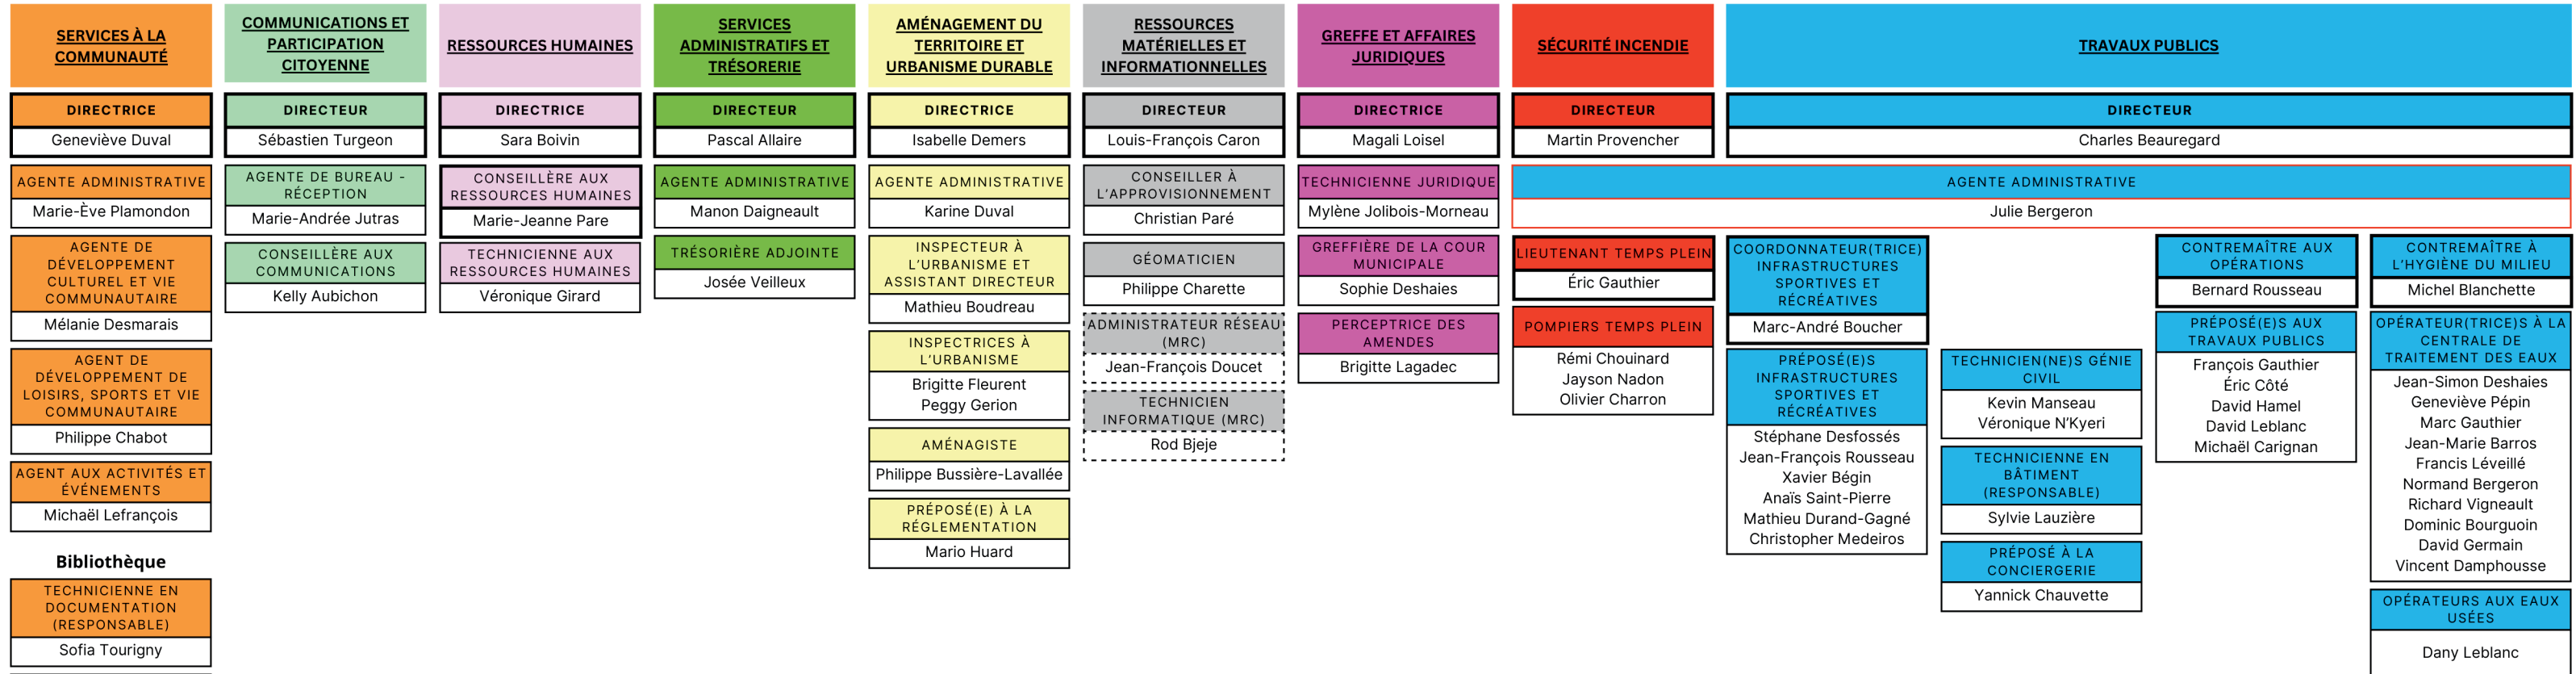 SERVICES À LA
COMMUNAUTÉ
DIRECTRICE
Geneviève Duval
AGENTE ADMINISTRATIVE
Marie-Ève Plamondon
AGENTE DE
DÉVELOPPEMENT
CULTUREL ET VIE
COMMUNAUTAIRE
Mélanie Desmarais
AGENT DE
DÉVELOPPEMENT DE
LOISIRS, SPORTS ET VIE
COMMUNAUTAIRE
Philippe Chabot
AGENT AUX ACTIVITÉS ET
ÉVÉNEMENTS
Michaël Lefrançois
Bibliothèque
TECHNICIENNE EN
DOCUMENTATION
(RESPONSABLE)
Sofia Tourigny
COMMUNICATIONS ET
PARTICIPATION
CITOYENNE
DIRECTEUR
Sébastien Turgeon
AGENTE DE BUREAU -
RÉCEPTION
Marie-Andrée Jutras
CONSEILLÈRE AUX
COMMUNICATIONS
Kelly Aubichon
RESSOURCES HUMAINES
DIRECTRICE
Sara Boivin
CONSEILLÈRE AUX
RESSOURCES HUMAINES
Marie-Jeanne Pare
TECHNICIENNE AUX
RESSOURCES HUMAINES
Véronique Girard
SERVICES
ADMINISTRATIFS ET
TRÉSORERIE
DIRECTEUR
Pascal Allaire
AGENTE ADMINISTRATIVE
Manon Daigneault
TRÉSORIÈRE ADJOINTE
Josée Veilleux
AMÉNAGEMENT DU
TERRITOIRE ET
URBANISME DURABLE
DIRECTRICE
Isabelle Demers
AGENTE ADMINISTRATIVE
Karine Duval
INSPECTEUR À
L'URBANISME ET
ASSISTANT DIRECTEUR
Mathieu Boudreau
INSPECTRICES À
L'URBANISME
Brigitte Fleurent
Peggy Gerion
AMÉNAGISTE
Philippe Bussière-Lavallée
PRÉPOSÉ(E) À LA
RÉGLEMENTATION
Mario Huard
RESSOURCES
MATÉRIELLES ET
INFORMATIONNELLES
DIRECTEUR
Louis-François Caron
CONSEILLER À
L'APPROVISIONNEMENT
Christian Paré
GÉOMATICIEN
Philippe Charette
ADMINISTRATEUR RÉSEAU
(MRC)
Jean-François Doucet
TECHNICIEN
INFORMATIQUE (MRC)
Rod Bjeje
GREFFE ET AFFAIRES
JURIDIQUES
DIRECTRICE
Magali Loisel
TECHNICIENNE JURIDIQUE
Mylène Jolibois-Morneau
GREFFIÈRE DE LA COUR
MUNICIPALE
Sophie Deshaies
PERCEPTRICE DES
AMENDES
Brigitte Lagadec
SÉCURITÉ INCENDIE
DIRECTEUR
Martin Provencher
TRAVAUX PUBLICS
DIRECTEUR
Charles Beauregard
AGENTE ADMINISTRATIVE
Julie Bergeron
LIEUTENANT TEMPS PLEIN
Éric Gauthier
POMPIERS TEMPS PLEIN
Rémi Chouinard
Jayson Nadon
Olivier Charron
COORDONNATEUR(TRICE)
INFRASTRUCTURES
SPORTIVES ET
RÉCRÉATIVES
Marc-André Boucher
PRÉPOSÉ(E)S
INFRASTRUCTURES
SPORTIVES ET
RÉCRÉATIVES
Stéphane Desfossés
Jean-François Rousseau
Xavier Bégin
Anaïs Saint-Pierre
Mathieu Durand-Gagné
Christopher Medeiros
TECHNICIEN(NE)S GÉNIE
CIVIL
Kevin Manseau
Véronique N'Kyeri
TECHNICIENNE EN
BÂTIMENT
(RESPONSABLE)
Sylvie Lauzière
PRÉPOSÉ À LA
CONCIERGERIE
Yannick Chauvette
CONTREMAÎTRE AUX
OPÉRATIONS
Bernard Rousseau
PRÉPOSÉ(E)S AUX
TRAVAUX PUBLICS
François Gauthier
Éric Côté
David Hamel
David Leblanc
Michaël Carignan
CONTREMAÎTRE À
L'HYGIÈNE DU MILIEU
Michel Blanchette
OPÉRATEUR(TRICE)S À LA
CENTRALE DE
TRAITEMENT DES EAUX
Jean-Simon Deshaies
Geneviève Pépin
Marc Gauthier
Jean-Marie Barros
Francis Léveillé
Normand Bergeron
Richard Vigneault
Dominic Bourguoin
David Germain
Vincent Damphousse
OPÉRATEURS AUX EAUX
USÉES
Dany Leblanc